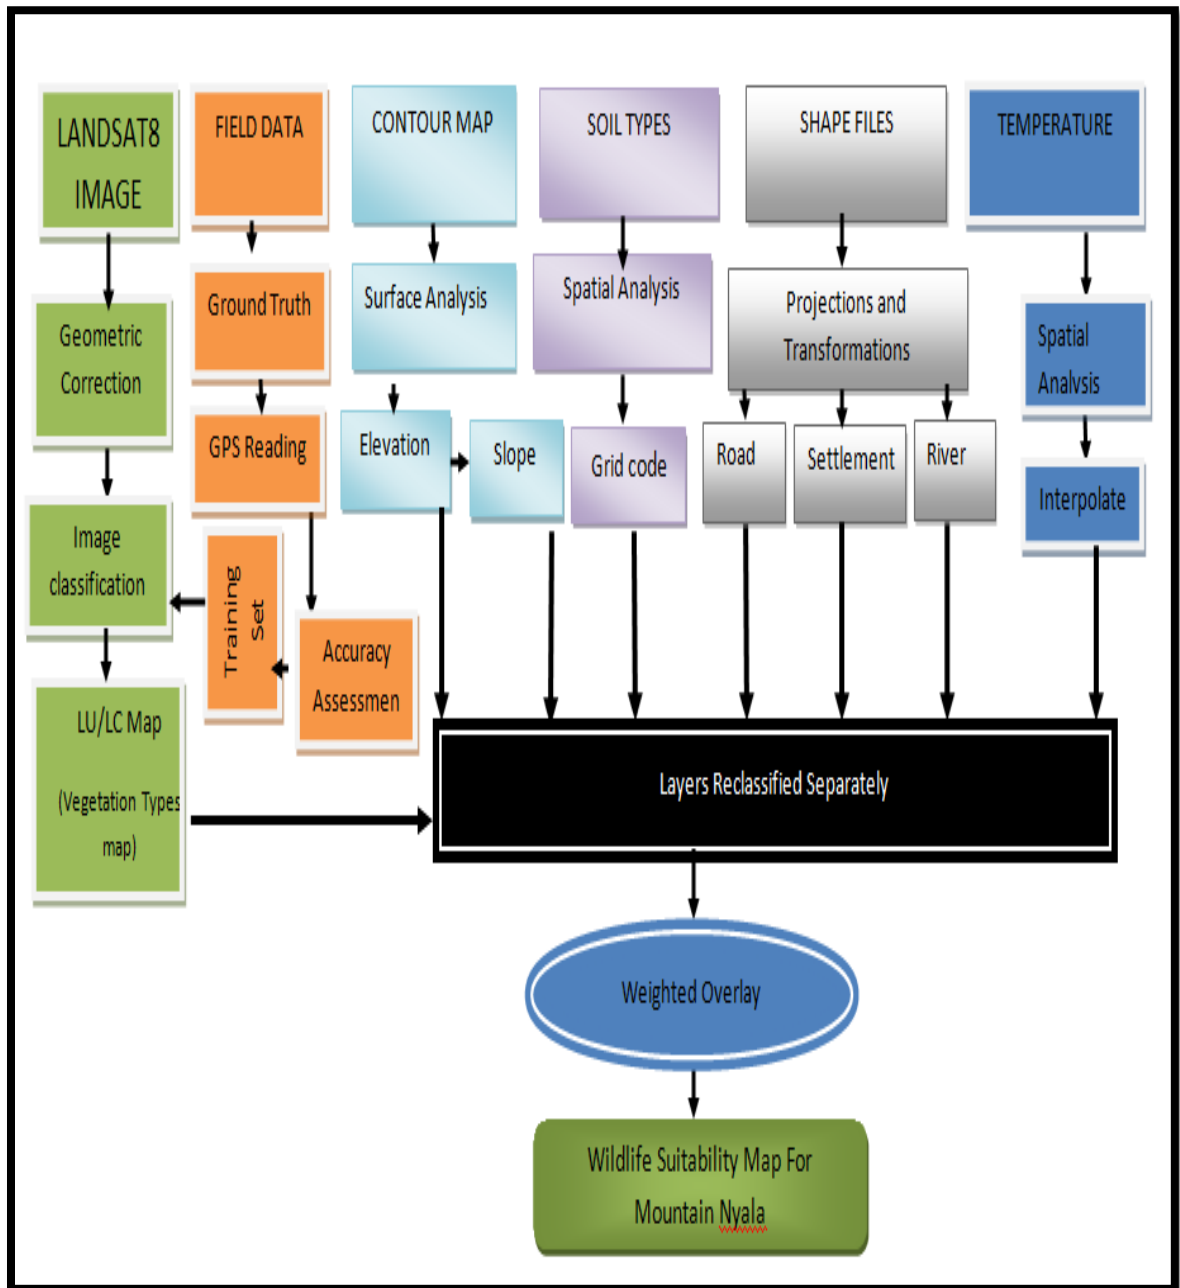 LANDSAT8
IMAGE
FIELD DATA
CONTOUR MAP
SOIL TYPES
SHAPE FILES
TEMPERATURE
Geometric
Correction
Ground Truth
Surface Analysis
Spatial Analysis
Projections and
Transformations
Spatial
Analvsis
GPS Reading
Elevation
Slope
Grid code
Road
Settlement
River
Interpolate
Image
classification
Training
Set
Accuracy
Assessmen
LU/LC Map
(Vegetation Types
map)
Layers Reclassified Separately
Weighted Overlay
Wildlife Suitability Map For
Mountain Nyala